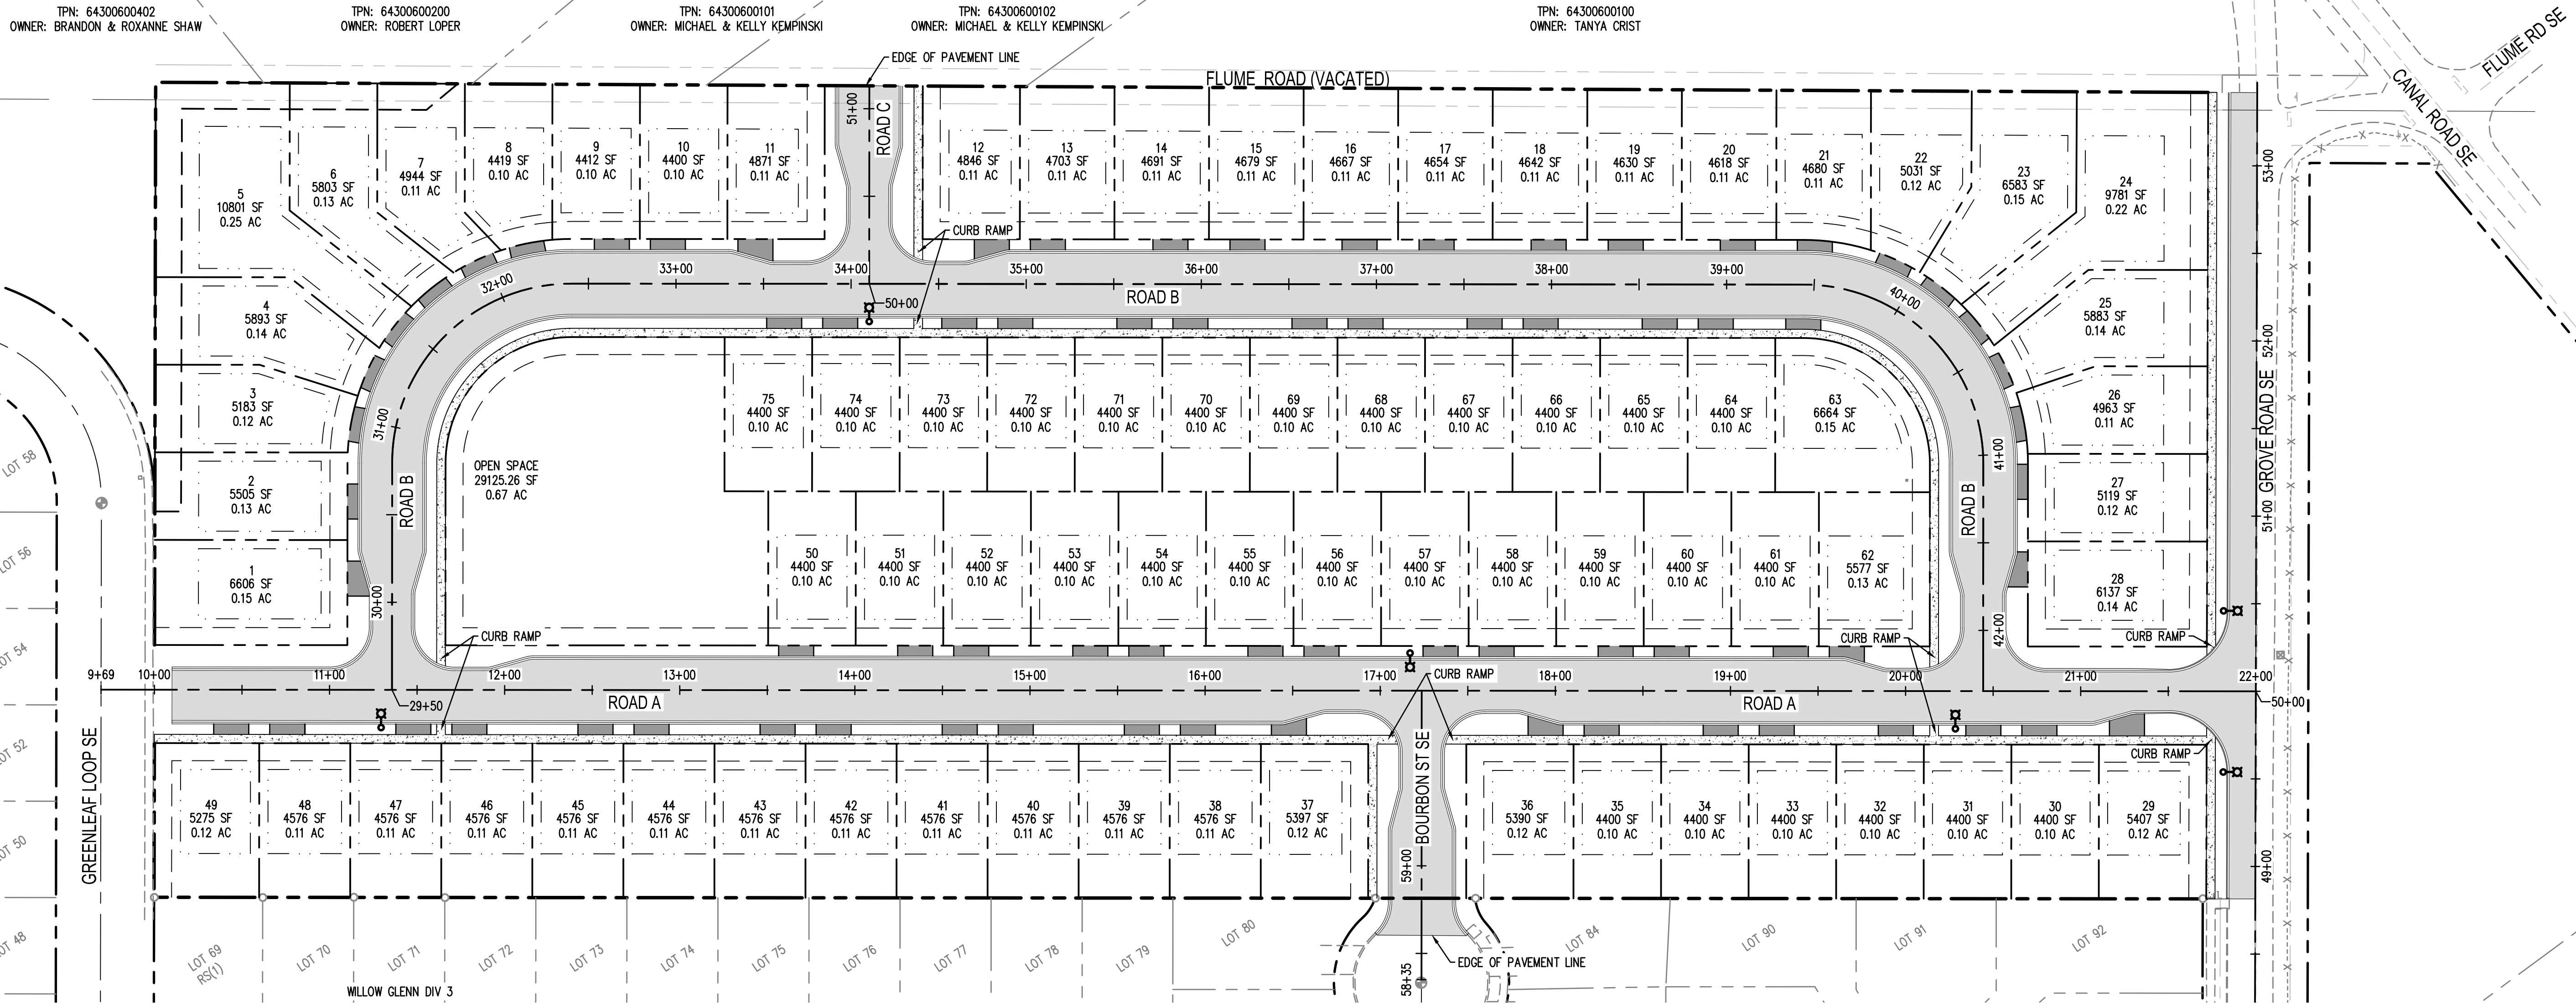 TPN: 64300600402
OWNER: BRANDON & ROXANNE SHAW
TPN: 64300600200
OWNER: ROBERT LOPER
TPN: 64300600101
OWNER: MICHAEL & KELLY KEMPINSKI
TPN: 64300600102
OWNER: MICHAEL & KELLY KEMPINSKI
TPN: 64300600100
OWNER: TANYA CRIST
FLUME RD SE
CANAL ROAD SE
EDGE OF PAVEMENT LINE
FLUME ROAD (VACATED)
51+00
ROAD C
5
10801 SF
0.25 AC
6
5803 SF
0.13 AC
7
4944 SF
0.11 AC
8
4419 SF
0.10 AC
9
4412 SF
0.10 AC
10
4400 SF
0.10 AC
11
4871 SF
0.11 AC
12
4846 SF
0.11 AC
13
4703 SF
0.11 AC
14
4691 SF
0.11 AC
15
4679 SF
0.11 AC
16
4667 SF
0.11 AC
17
4654 SF
0.11 AC
18
4642 SF
0.11 AC
19
4630 SF
0.11 AC
20
4618 SF
0.11 AC
21
4680 SF
0.11 AC
22
5031 SF
0.12 AC
23
6583 SF
0.15 AC
24
9781 SF
0.22 AC
53+00
CURB RAMP
32+00
33+00
34+00
35+00
36+00
37+00
38+00
39+00
40+00
50+00
ROAD B
4
5893 SF
0.14 AC
25
5883 SF
0.14 AC
52+00
3
5183 SF
0.12 AC
31+00
75
4400 SF
0.10 AC
74
4400 SF
0.10 AC
73
4400 SF
0.10 AC
72
4400 SF
0.10 AC
71
4400 SF
0.10 AC
70
4400 SF
0.10 AC
69
4400 SF
0.10 AC
68
4400 SF
0.10 AC
67
4400 SF
0.10 AC
66
4400 SF
0.10 AC
65
4400 SF
0.10 AC
64
4400 SF
0.10 AC
63
6664 SF
0.15 AC
41+00
26
4963 SF
0.11 AC
GROVE ROAD SE
LOT 58
2
5505 SF
0.13 AC
ROAD B
OPEN SPACE
29125.26 SF
0.67 AC
ROAD B
27
5119 SF
0.12 AC
51+00
LOT 56
1
6606 SF
0.15 AC
30+00
50
4400 SF
0.10 AC
51
4400 SF
0.10 AC
52
4400 SF
0.10 AC
53
4400 SF
0.10 AC
54
4400 SF
0.10 AC
55
4400 SF
0.10 AC
56
4400 SF
0.10 AC
57
4400 SF
0.10 AC
58
4400 SF
0.10 AC
59
4400 SF
0.10 AC
60
4400 SF
0.10 AC
61
4400 SF
0.10 AC
62
5577 SF
0.13 AC
42+00
28
6137 SF
0.14 AC
LOT 54
CURB RAMP
CURB RAMP
CURB RAMP
9+69
10+00
11+00
12+00
13+00
14+00
15+00
16+00
17+00
CURB RAMP
18+00
19+00
20+00
21+00
22+00
29+50
ROAD A
ROAD A
50+00
LOT 52
GREENLEAF LOOP SE
BOURBON ST SE
CURB RAMP
49
5275 SF
0.12 AC
48
4576 SF
0.11 AC
47
4576 SF
0.11 AC
46
4576 SF
0.11 AC
45
4576 SF
0.11 AC
44
4576 SF
0.11 AC
43
4576 SF
0.11 AC
42
4576 SF
0.11 AC
41
4576 SF
0.11 AC
40
4576 SF
0.11 AC
39
4576 SF
0.11 AC
38
4576 SF
0.11 AC
37
5397 SF
0.12 AC
36
5390 SF
0.12 AC
35
4400 SF
0.10 AC
34
4400 SF
0.10 AC
33
4400 SF
0.10 AC
32
4400 SF
0.10 AC
31
4400 SF
0.10 AC
30
4400 SF
0.10 AC
29
5407 SF
0.12 AC
LOT 50
59+00
49+00
LOT 48
LOT 69
RS(1)
LOT 70
LOT 71
LOT 72
LOT 73
LOT 74
LOT 75
LOT 76
LOT 77
LOT 78
LOT 79
LOT 80
LOT 84
LOT 90
LOT 91
LOT 92
EDGE OF PAVEMENT LINE
58+35
WILLOW GLENN DIV 3